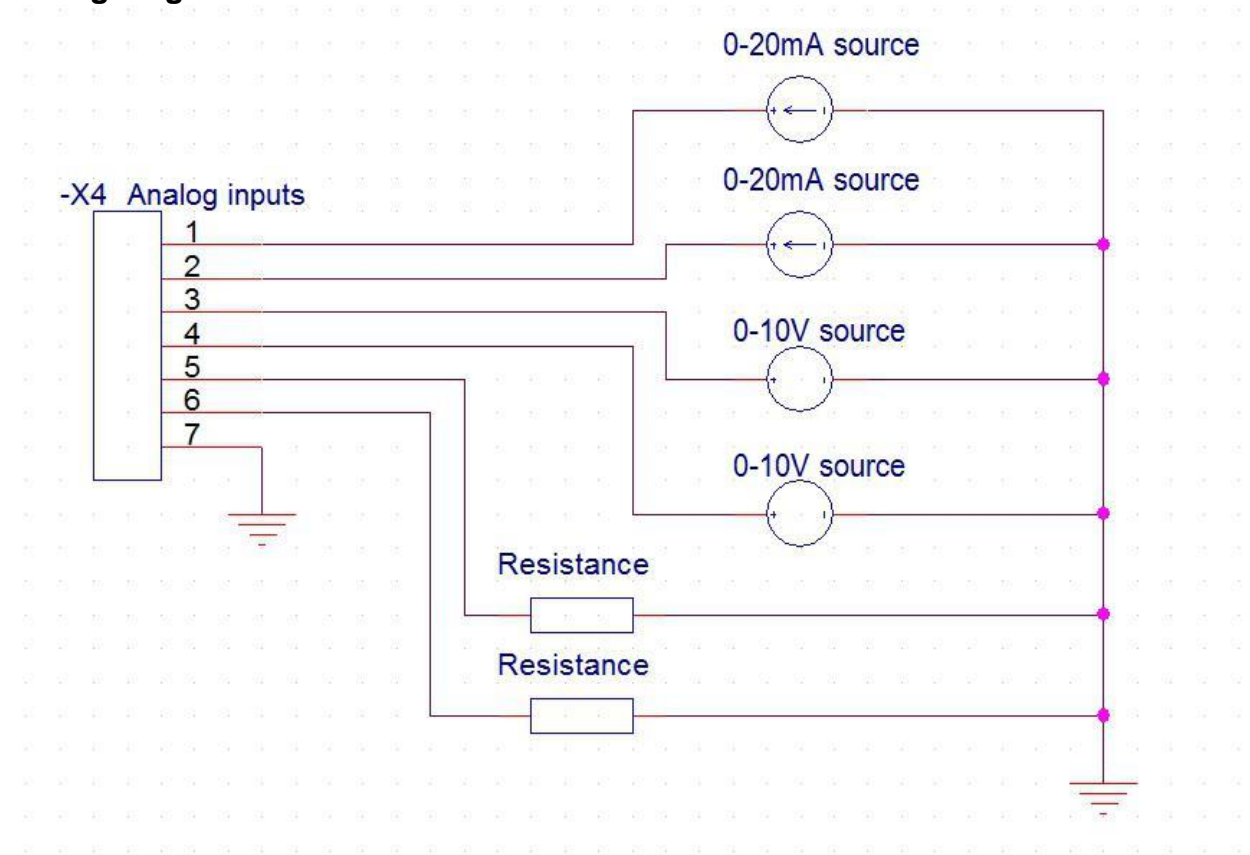 0-20mA source
0-20mA source
-X4 Analog inputs
1
2
3
4
5
6
7
0-10V source
0-10V source
Resistance
Resistance